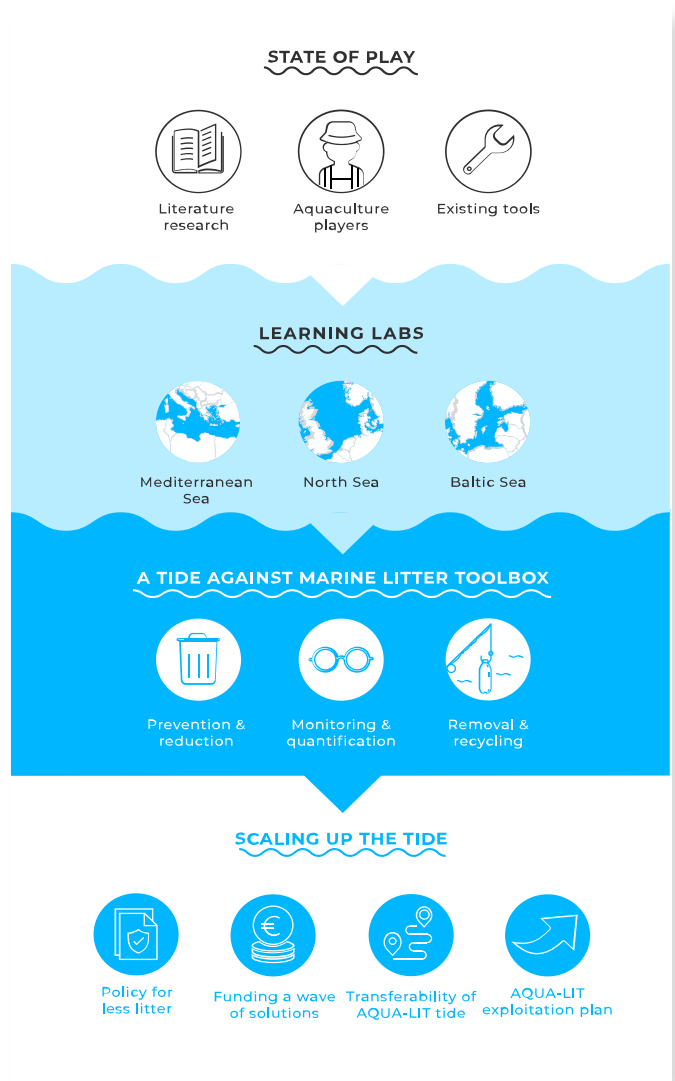 STATE OF PLAY
Literature
research
Aquaculture
players
Existing tools
LEARNING LABS
Mediterranean
Sea
North Sea
Baltic Sea
A TIDE AGAINST MARINE LITTER TOOLBOX
Prevention &
reduction
Monitoring &
quantification
Removal &
recycling
SCALING UP THE TIDE
Policy for
less litter
€
Funding a wave
of solutions
Transferability of
AQUA-LIT tide
AQUA-LIT
exploitation plan